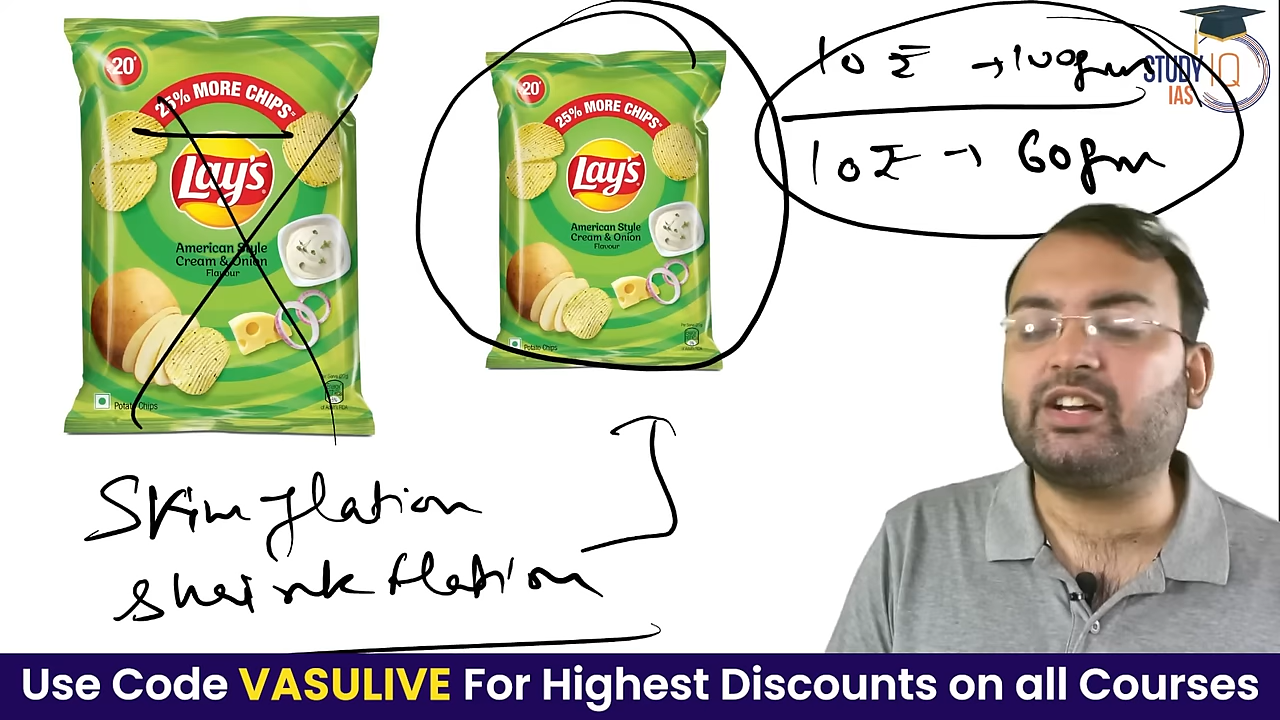 ₹20
25% MORE CHIPS*
Lay's
American Style
Cream & Onion
Flavour
Potato Chips
₹20
25% MORE CHIPS*
Lay's
American Style
Cream & Onion
Flavour
Potato Chips
10₹ → 100gm
10₹ → 60gm
STUDY IQ
IAS
Skimflation
Shrinkflation
Use Code VASULIVE For Highest Discounts on all Courses